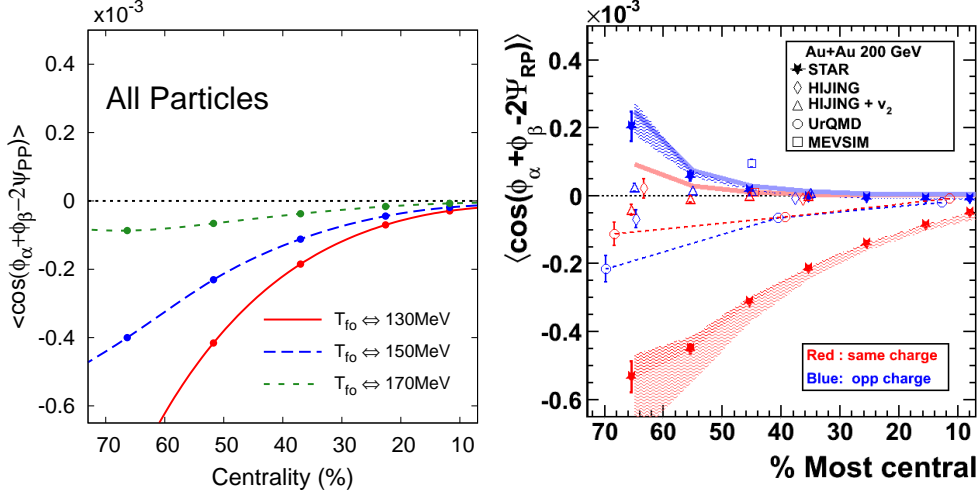 ×10⁻³
0.4
0.2
0
-0.2
-0.4
-0.6
<cos(ϕα+ϕβ−2ΨPP)>
All Particles
Tfo ⇔ 130MeV
Tfo ⇔ 150MeV
Tfo ⇔ 170MeV
70 60 50 40 30 20 10
Centrality (%)
×10⁻³
0.4
0.2
0
-0.2
-0.4
-0.6
⟨cos(ϕα+ϕβ-2ΨRP)⟩
Au+Au 200 GeV
STAR
HIJING
HIJING + v₂
UrQMD
MEVSIM
Red : same charge
Blue: opp charge
70 60 50 40 30 20 10
% Most central